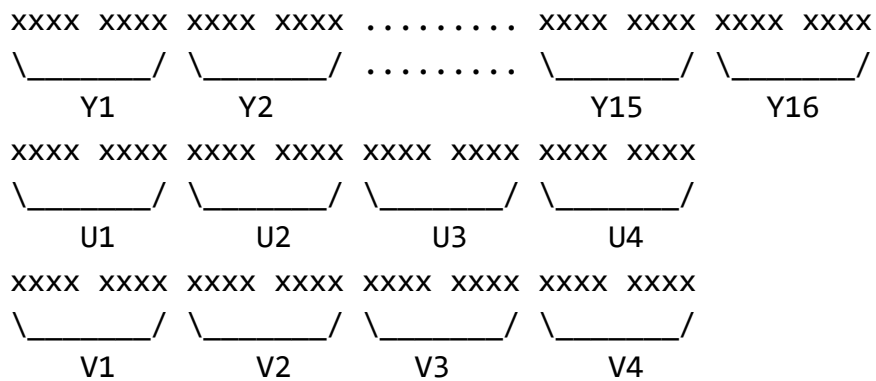 xxxx xxxx xxxx xxxx ......... xxxx xxxx xxxx xxxx
\_______/ \_______/ ......... \_______/ \_______/
Y1 Y2 Y15 Y16
xxxx xxxx xxxx xxxx xxxx xxxx xxxx xxxx
\_______/ \_______/ \_______/ \_______/
U1 U2 U3 U4
xxxx xxxx xxxx xxxx xxxx xxxx xxxx xxxx
\_______/ \_______/ \_______/ \_______/
V1 V2 V3 V4